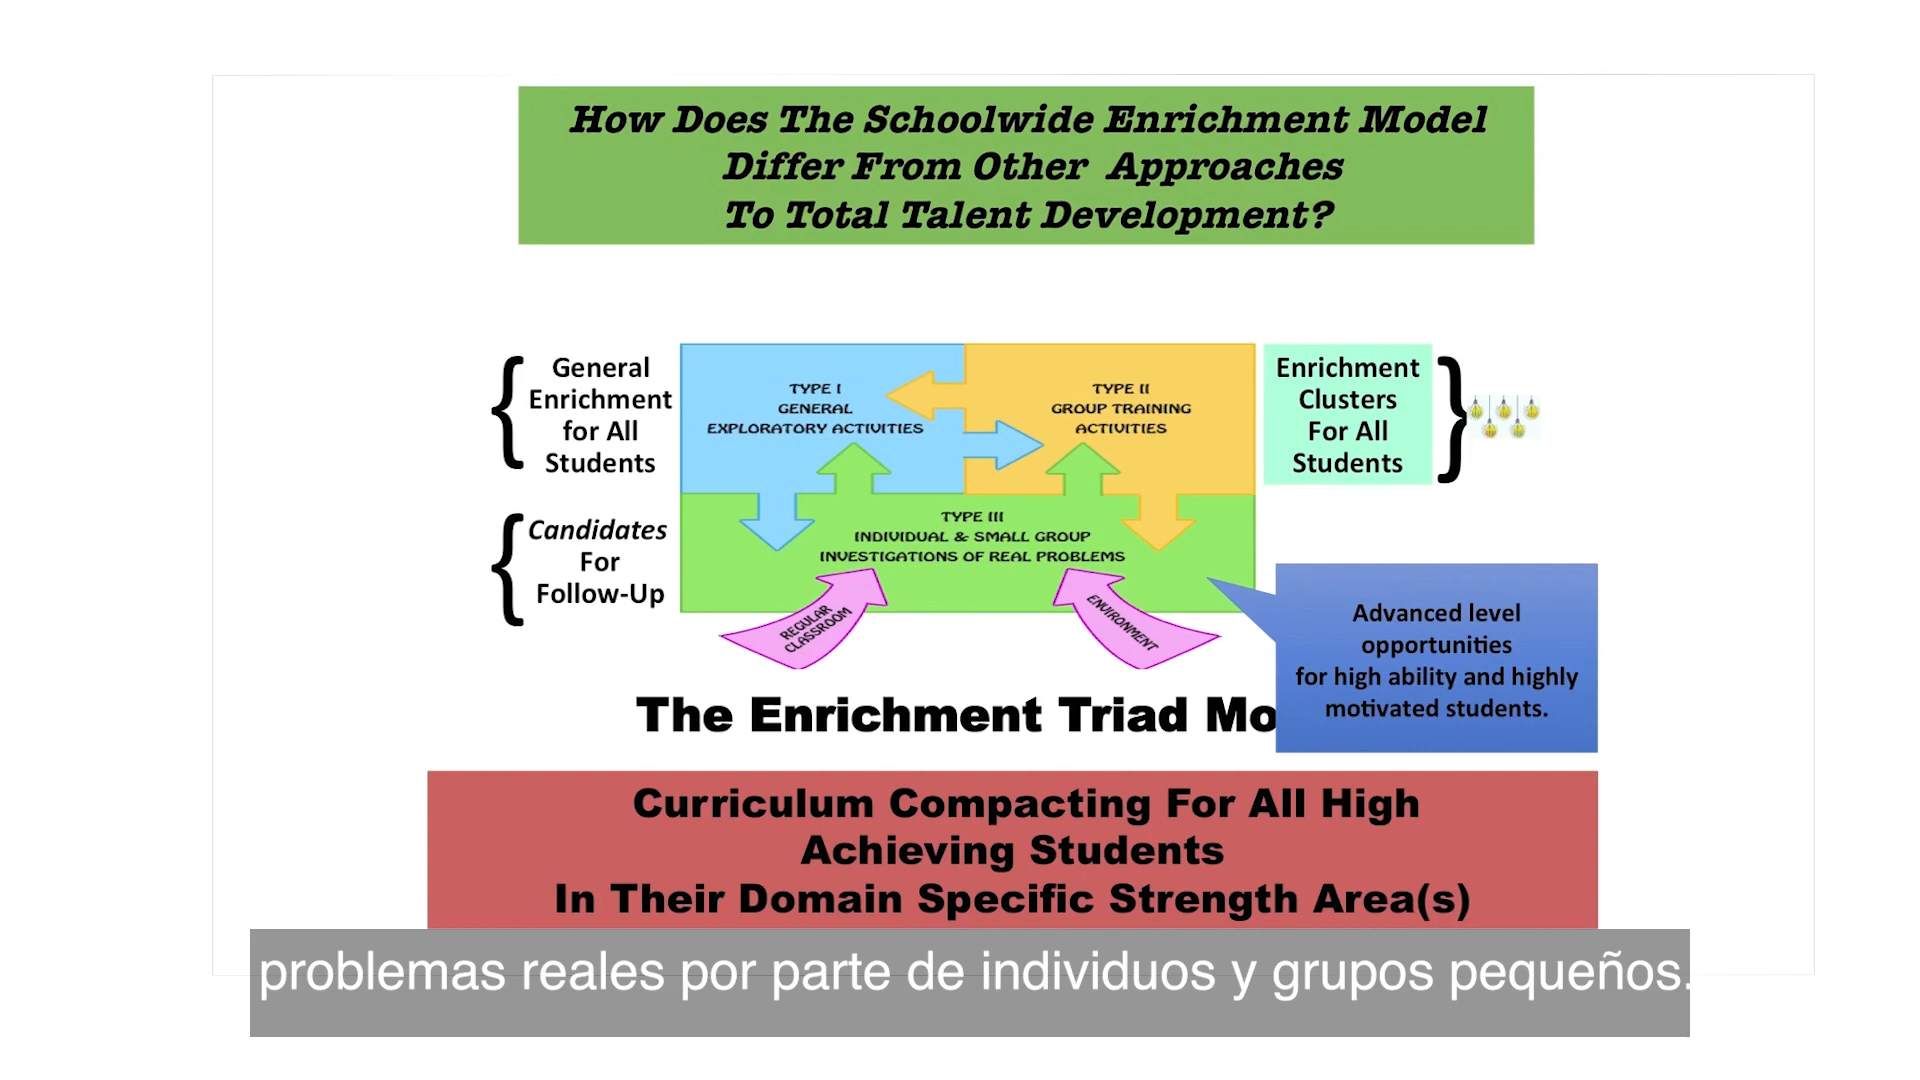 How Does The Schoolwide Enrichment Model
Differ From Other Approaches
To Total Talent Development?
General
Enrichment
for All
Students
TYPE I
GENERAL
EXPLORATORY ACTIVITIES
TYPE II
GROUP TRAINING
ACTIVITIES
Enrichment
Clusters
For All
Students
Candidates
For
Follow-Up
TYPE III
INDIVIDUAL & SMALL GROUP
INVESTIGATIONS OF REAL PROBLEMS
REGULAR
CLASSROOM
ENVIRONMENT
Advanced level
opportunities
for high ability and highly
motivated students.
The Enrichment Triad Mo
Curriculum Compacting For All High
Achieving Students
In Their Domain Specific Strength Area(s)
problemas reales por parte de individuos y grupos pequeños.